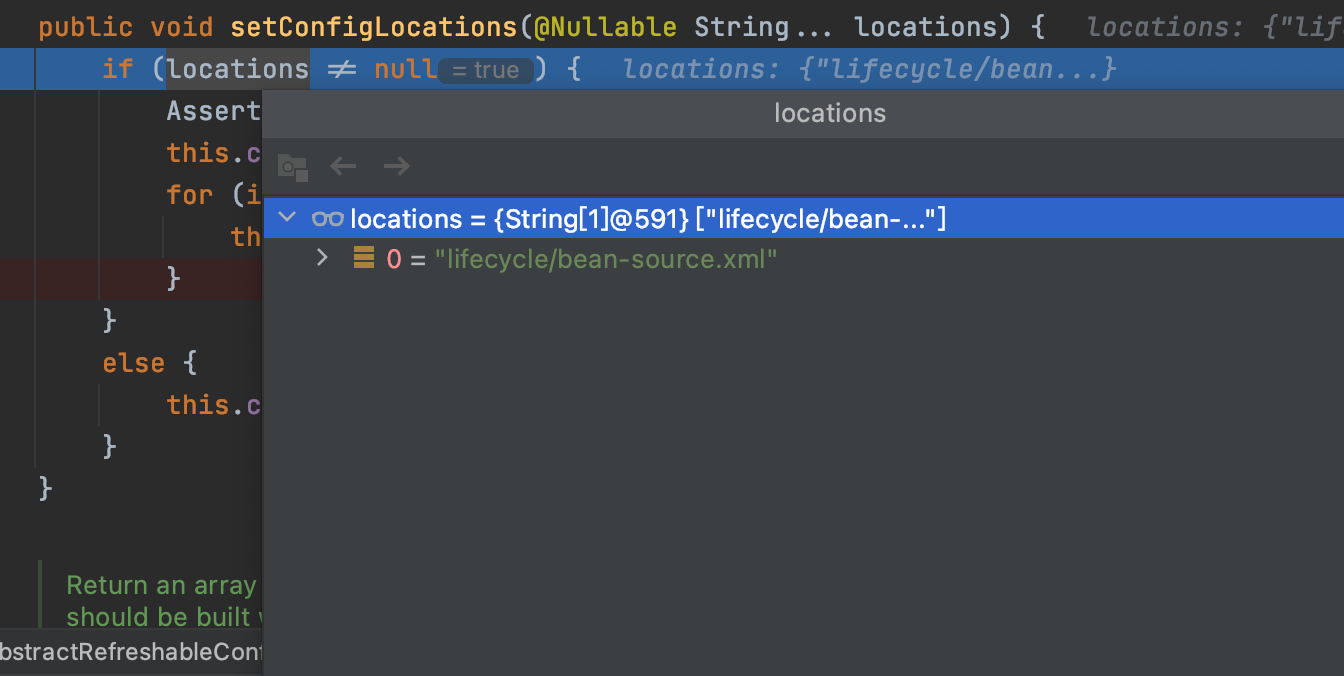 public void setConfigLocations(@Nullable String... locations) { locations: {"lif
if (locations ≠ null = true ) { locations: {"lifecycle/bean...}
Assert
locations
this.c
for (i
locations = {String[1]@591} ["lifecycle/bean-..."]
th
0 = "lifecycle/bean-source.xml"
}
}
else {
this.c
}
}
Return an array
should be built
bstractRefreshableConf